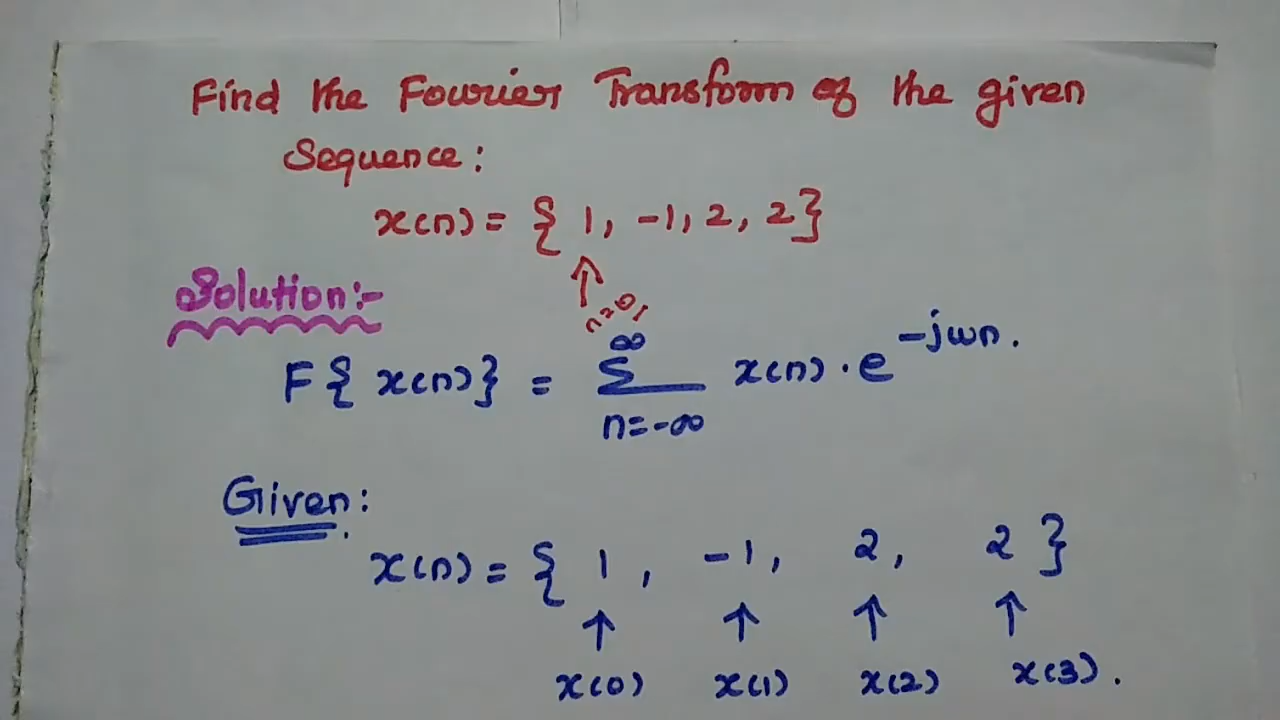 Find the Fourier Transform of the given
Sequence:
x(n) = { 1, -1, 2, 2 }
↑
n=0
Solution:-
F{ x(n) } = ∑ x(n) · e^{-jωn}.
∞
n=-∞
Given:
x(n) = { 1, -1, 2, 2 }
↑ ↑ ↑ ↑
x(0) x(1) x(2) x(3).